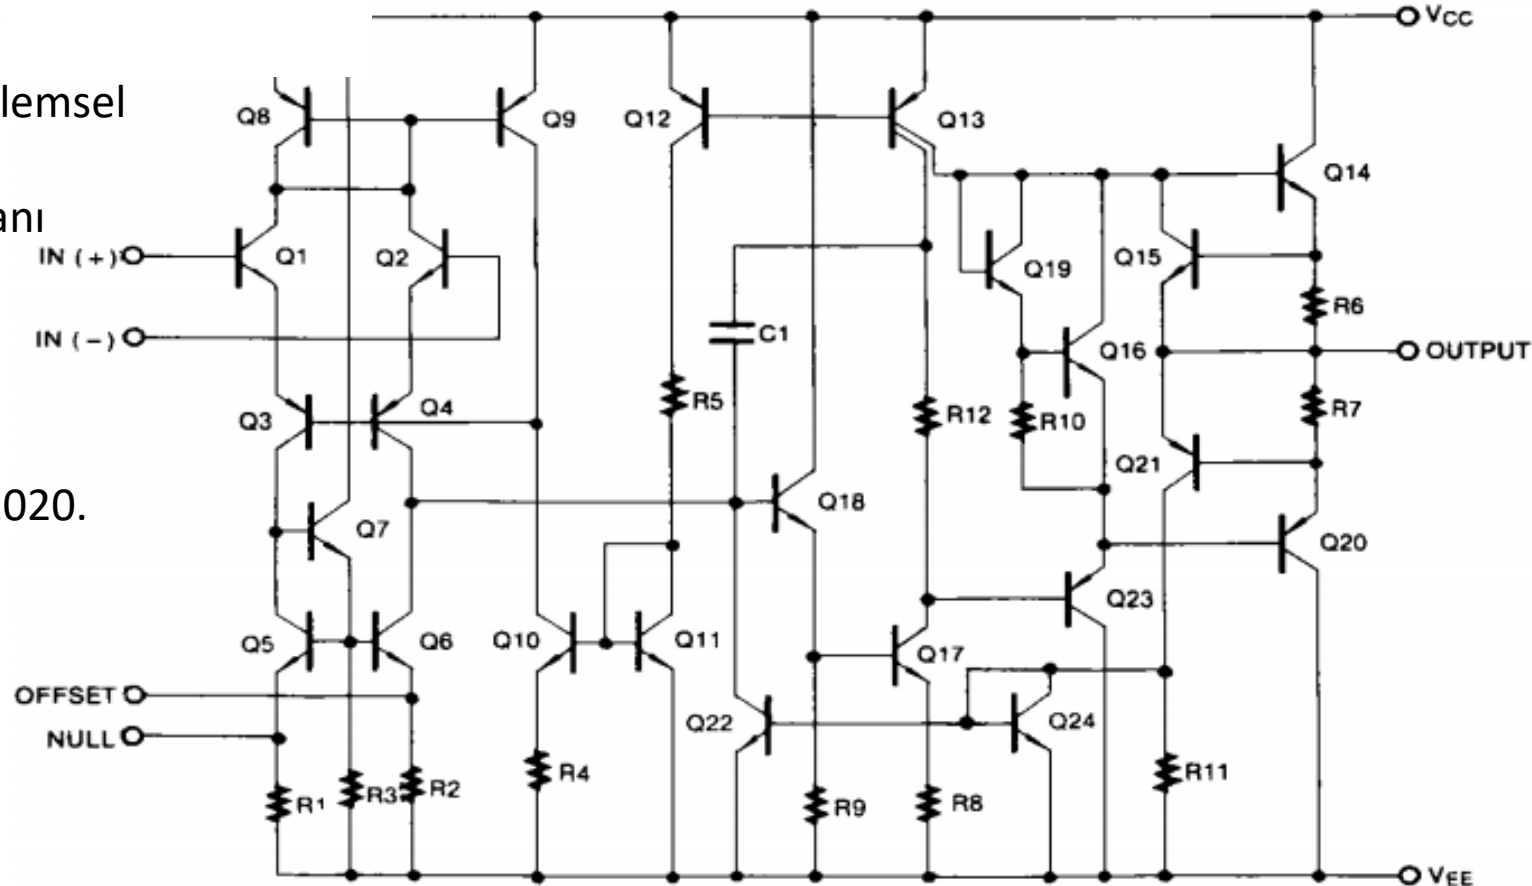 VCC
lemsel
Q8
Q9
Q12
Q13
Q14
anı
IN (+)
Q1
Q2
Q19
Q15
IN (-)
C1
R6
Q16
OUTPUT
Q3
Q4
R5
R12
R10
R7
Q21
020.
Q7
Q18
Q20
Q23
Q5
Q6
Q10
Q11
Q17
OFFSET
NULL
Q22
Q24
R1
R3
R2
R4
R9
R8
R11
VEE